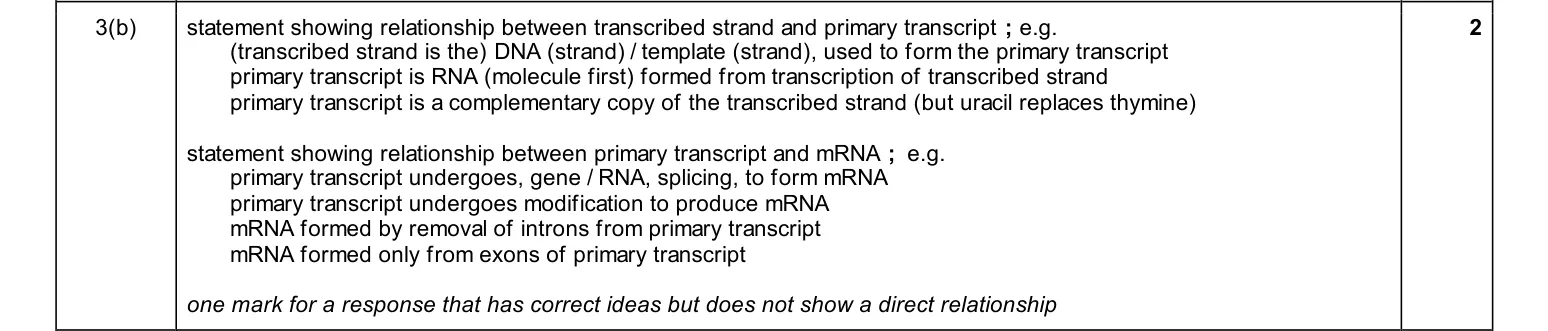 3(b) statement showing relationship between transcribed strand and primary transcript ; e.g. 2
(transcribed strand is the) DNA (strand) / template (strand), used to form the primary transcript
primary transcript is RNA (molecule first) formed from transcription of transcribed strand
primary transcript is a complementary copy of the transcribed strand (but uracil replaces thymine)
statement showing relationship between primary transcript and mRNA ; e.g.
primary transcript undergoes, gene / RNA, splicing, to form mRNA
primary transcript undergoes modification to produce mRNA
mRNA formed by removal of introns from primary transcript
mRNA formed only from exons of primary transcript
one mark for a response that has correct ideas but does not show a direct relationship